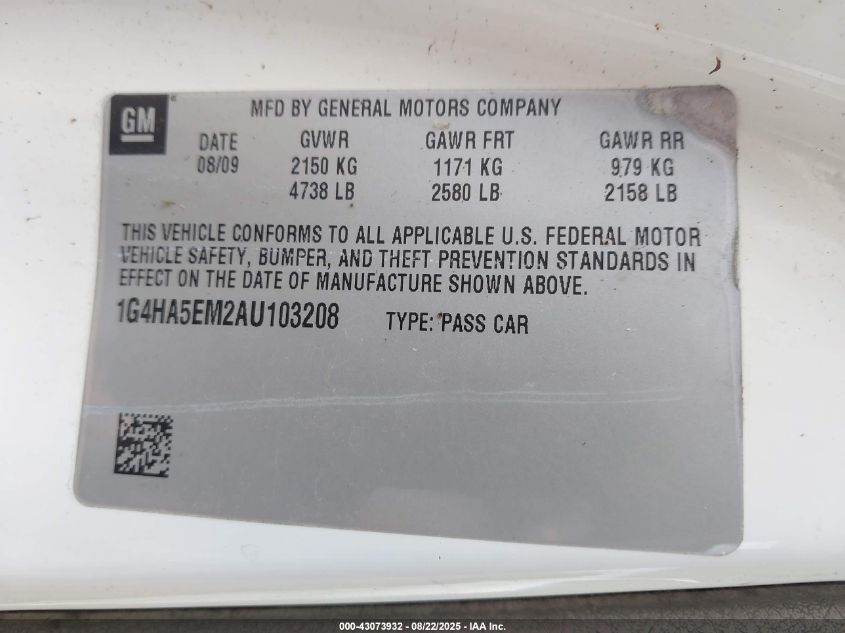 GM® MFD BY GENERAL MOTORS COMPANY
DATE GVWR GAWR FRT GAWR RR
08/09 2150 KG 1171 KG 979 KG
4738 LB 2580 LB 2158 LB
THIS VEHICLE CONFORMS TO ALL APPLICABLE U.S. FEDERAL MOTOR
VEHICLE SAFETY, BUMPER, AND THEFT PREVENTION STANDARDS IN
EFFECT ON THE DATE OF MANUFACTURE SHOWN ABOVE.
1G4HA5EM2AU103208 TYPE: PASS CAR
000-43073932 - 08/22/2025 - IAA Inc.